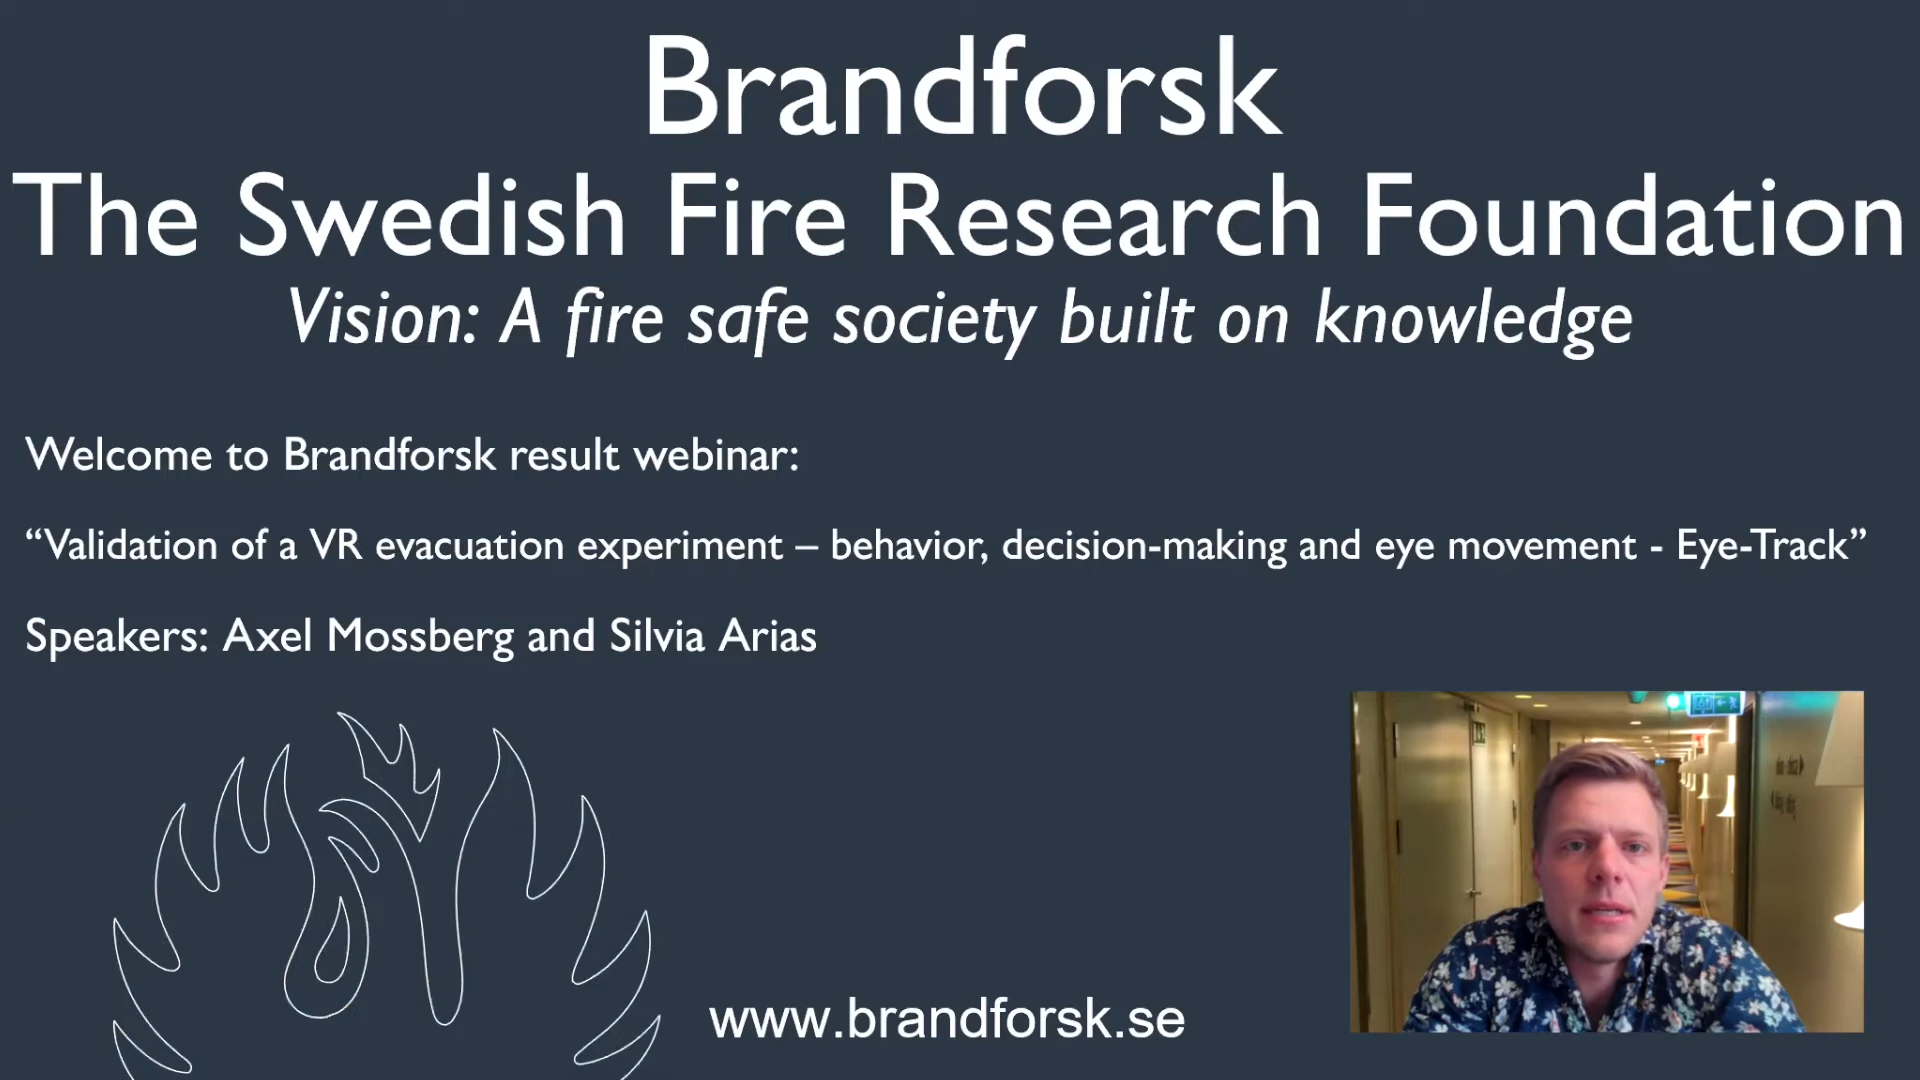 Brandforsk
The Swedish Fire Research Foundation
Vision: A fire safe society built on knowledge
Welcome to Brandforsk result webinar:
“Validation of a VR evacuation experiment – behavior, decision-making and eye movement - Eye-Track”
Speakers: Axel Mossberg and Silvia Arias
www.brandforsk.se